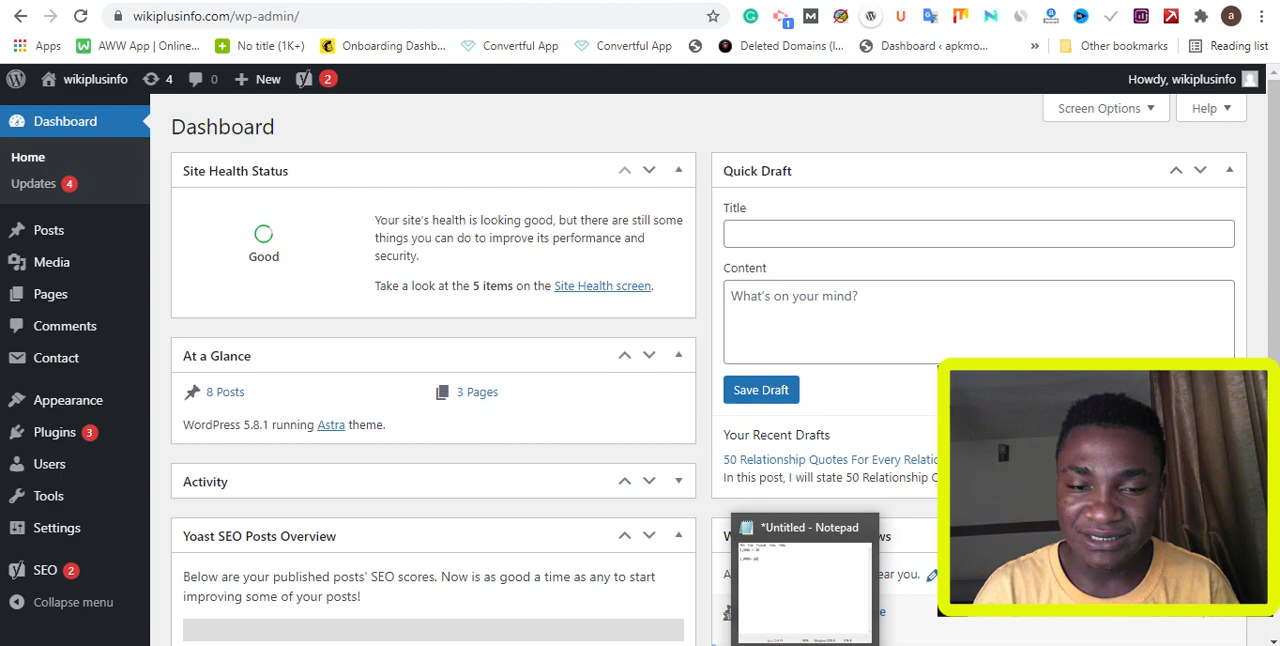 wikiplusinfo.com/wp-admin/
Apps
AWW App | Online...
No title (1K+)
Onboarding Dashb...
Convertful App
Convertful App
Deleted Domains (I...
Dashboard ‹ apkmo...
»
Other bookmarks
Reading list
wikiplusinfo
4
0
New
2
Howdy, wikiplusinfo
Dashboard
Home
Updates 4
Posts
Media
Pages
Comments
Contact
Appearance
Plugins 3
Users
Tools
Settings
SEO 2
Collapse menu
Dashboard
Screen Options
Help
Site Health Status
Good
Your site's health is looking good, but there are still some
things you can do to improve its performance and
security.
Take a look at the 5 items on the Site Health screen.
At a Glance
8 Posts
3 Pages
WordPress 5.8.1 running Astra theme.
Activity
Yoast SEO Posts Overview
Below are your published posts' SEO scores. Now is as good a time as any to start
improving some of your posts!
Quick Draft
Title
Content
What's on your mind?
Save Draft
Your Recent Drafts
50 Relationship Quotes For Every Relatio
In this post, I will state 50 Relationship
*Untitled - Notepad
ear you.